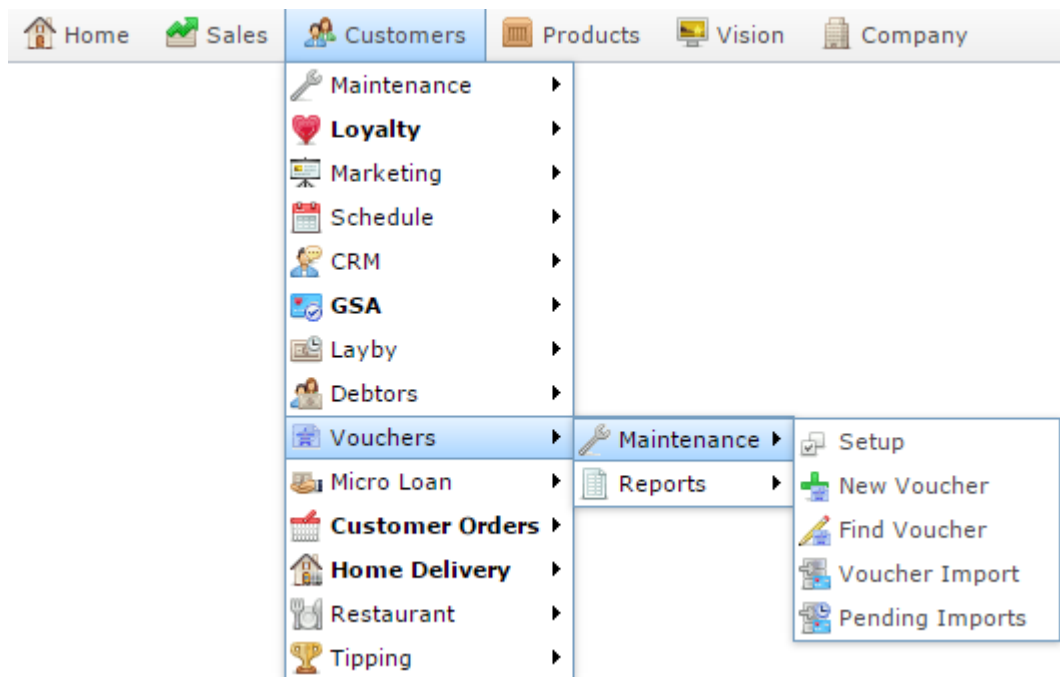 Home Sales Customers Products Vision Company
Maintenance
Loyalty
Marketing
Schedule
CRM
GSA
Layby
Debtors
Vouchers Maintenance Setup
Micro Loan Reports New Voucher
Customer Orders Find Voucher
Home Delivery Voucher Import
Restaurant Pending Imports
Tipping